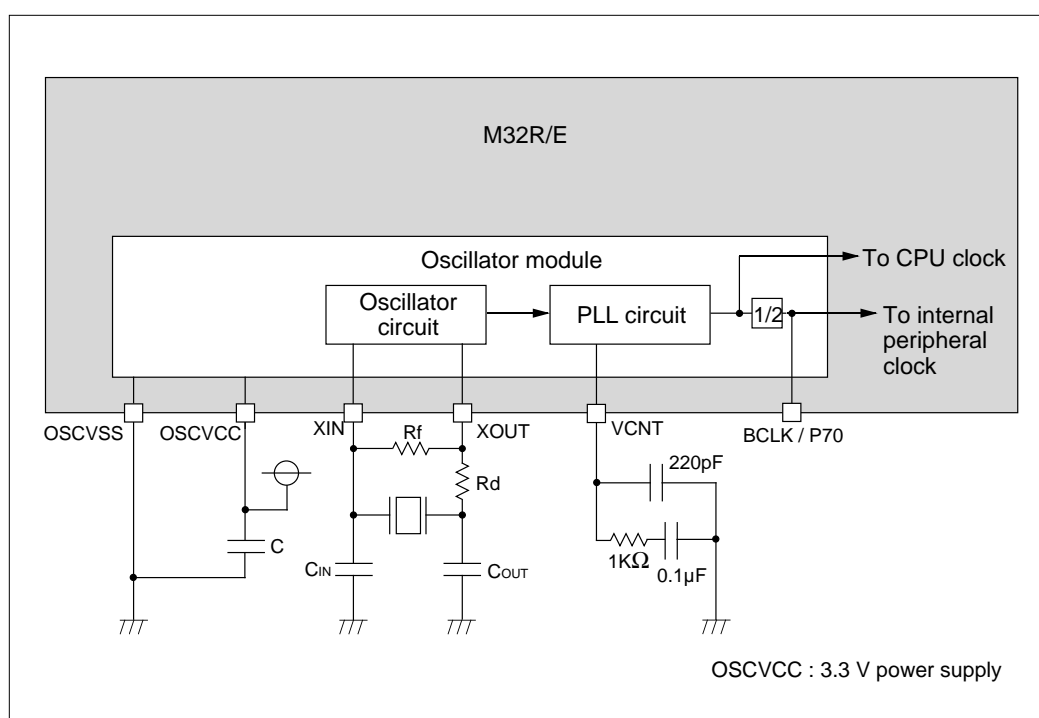 M32R/E
Oscillator module
To CPU clock
Oscillator
circuit
PLL circuit
1/2
To internal
peripheral
clock
OSCVSS
OSCVCC
XIN
XOUT
VCNT
BCLK / P70
Rf
Rd
220pF
C
CIN
COUT
1KΩ
0.1µF
OSCVCC : 3.3 V power supply